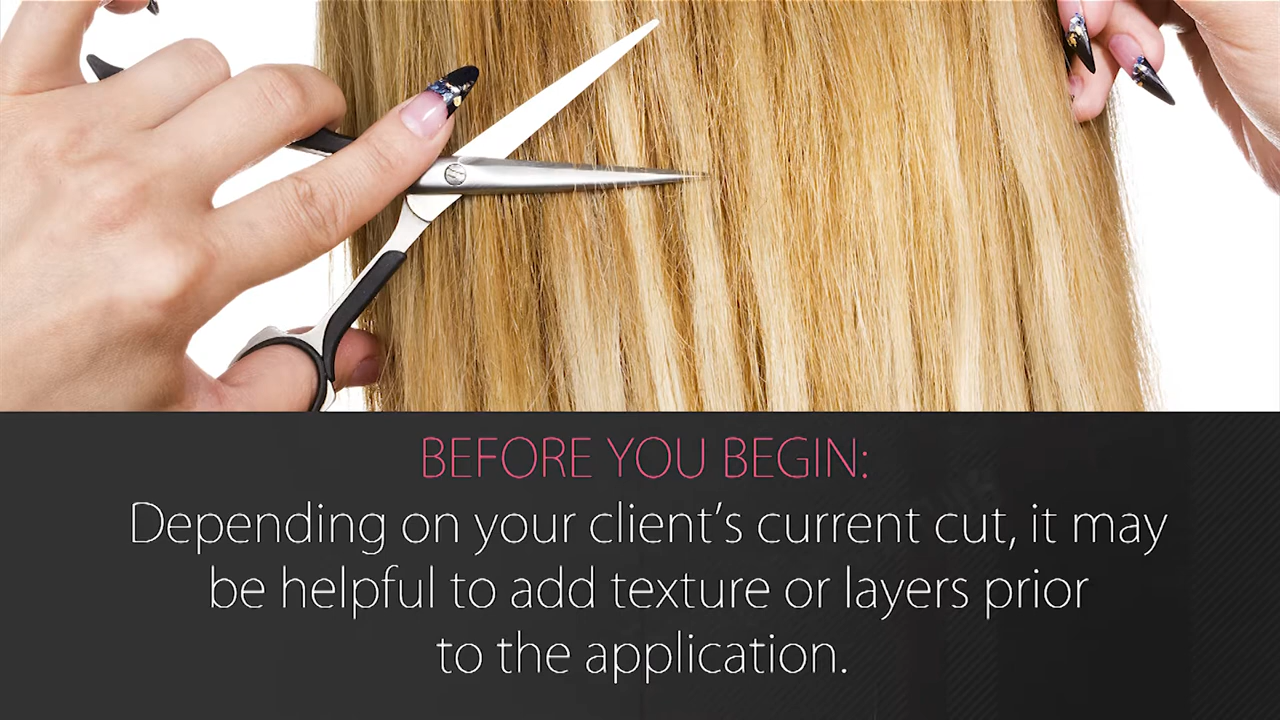 BEFORE YOU BEGIN:
Depending on your client's current cut, it may
be helpful to add texture or layers prior
to the application.